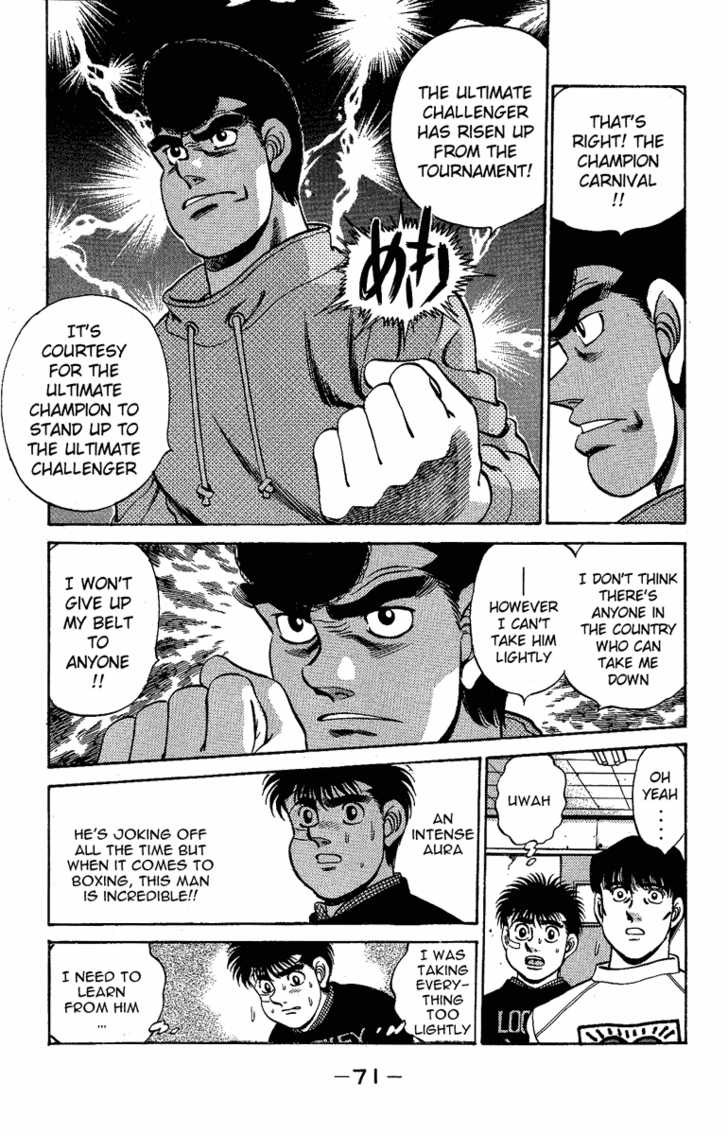 THAT'S
RIGHT! THE
CHAMPION
CARNIVAL
!!
THE ULTIMATE
CHALLENGER
HAS RISEN UP
FROM THE
TOURNAMENT!
めきり
IT'S
COURTESY
FOR THE
ULTIMATE
CHAMPION TO
STAND UP TO
THE ULTIMATE
CHALLENGER
I DON'T THINK
THERE'S
ANYONE IN
THE COUNTRY
WHO CAN
TAKE ME
DOWN
—
HOWEVER
I CAN'T
TAKE HIM
LIGHTLY
I WON'T
GIVE UP
MY BELT
TO
ANYONE
!!
OH
YEAH
....
UWAH
AN
INTENSE
AURA
HE'S JOKING OFF
ALL THE TIME BUT
WHEN IT COMES TO
BOXING, THIS MAN
IS INCREDIBLE!!
LOC
I WAS
TAKING
EVERY-
THING
TOO
LIGHTLY
I NEED TO
LEARN
FROM HIM
...
—71—